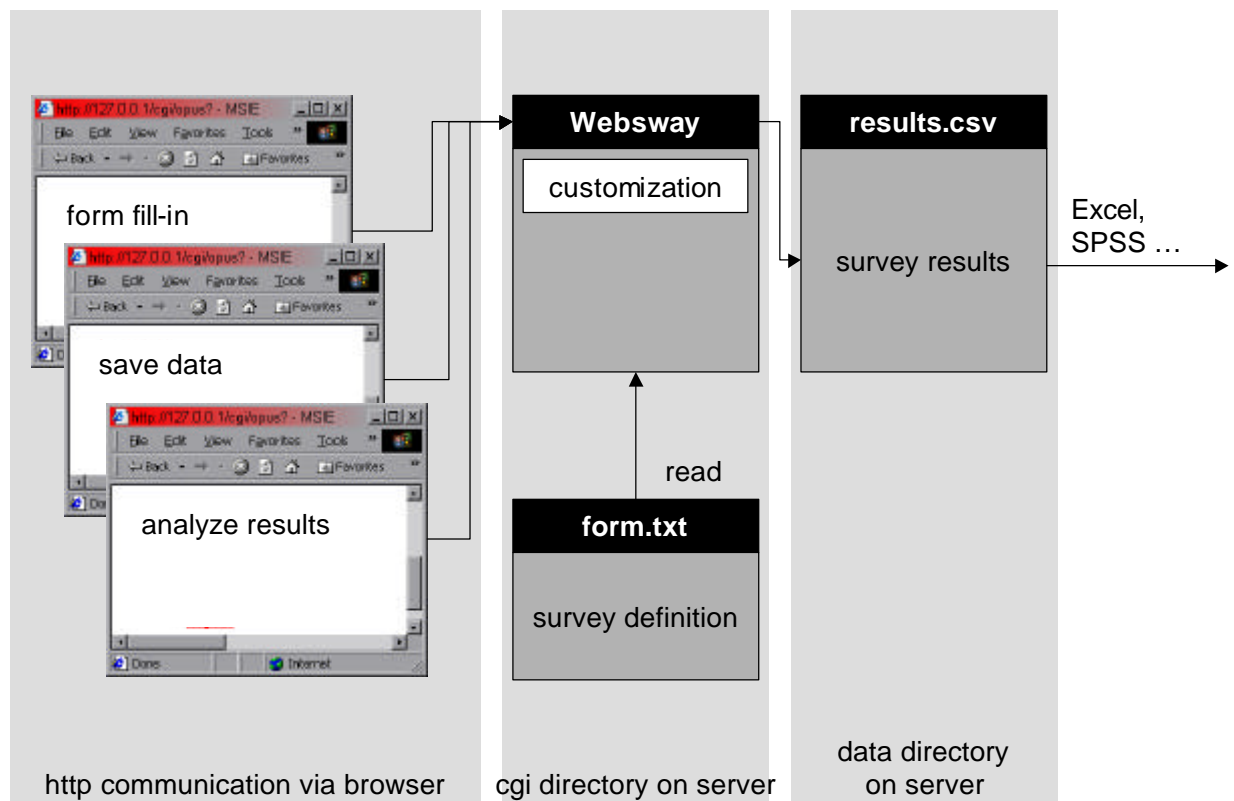 http://127.0.0.1/cgi/opus? - MSIE
File Edit View Favorites Tools »
Back Favorites »
form fill-in
http://127.0.0.1/cgi/opus? - MSIE
File Edit View Favorites Tools »
Back Favorites »
save data
http://127.0.0.1/cgi/opus? - MSIE
File Edit View Favorites Tools »
Back Favorites »
analyze results
Done Internet
http communication via browser
Websway
customization
read
form.txt
survey definition
cgi directory on server
results.csv
survey results
data directory
on server
Excel,
SPSS …